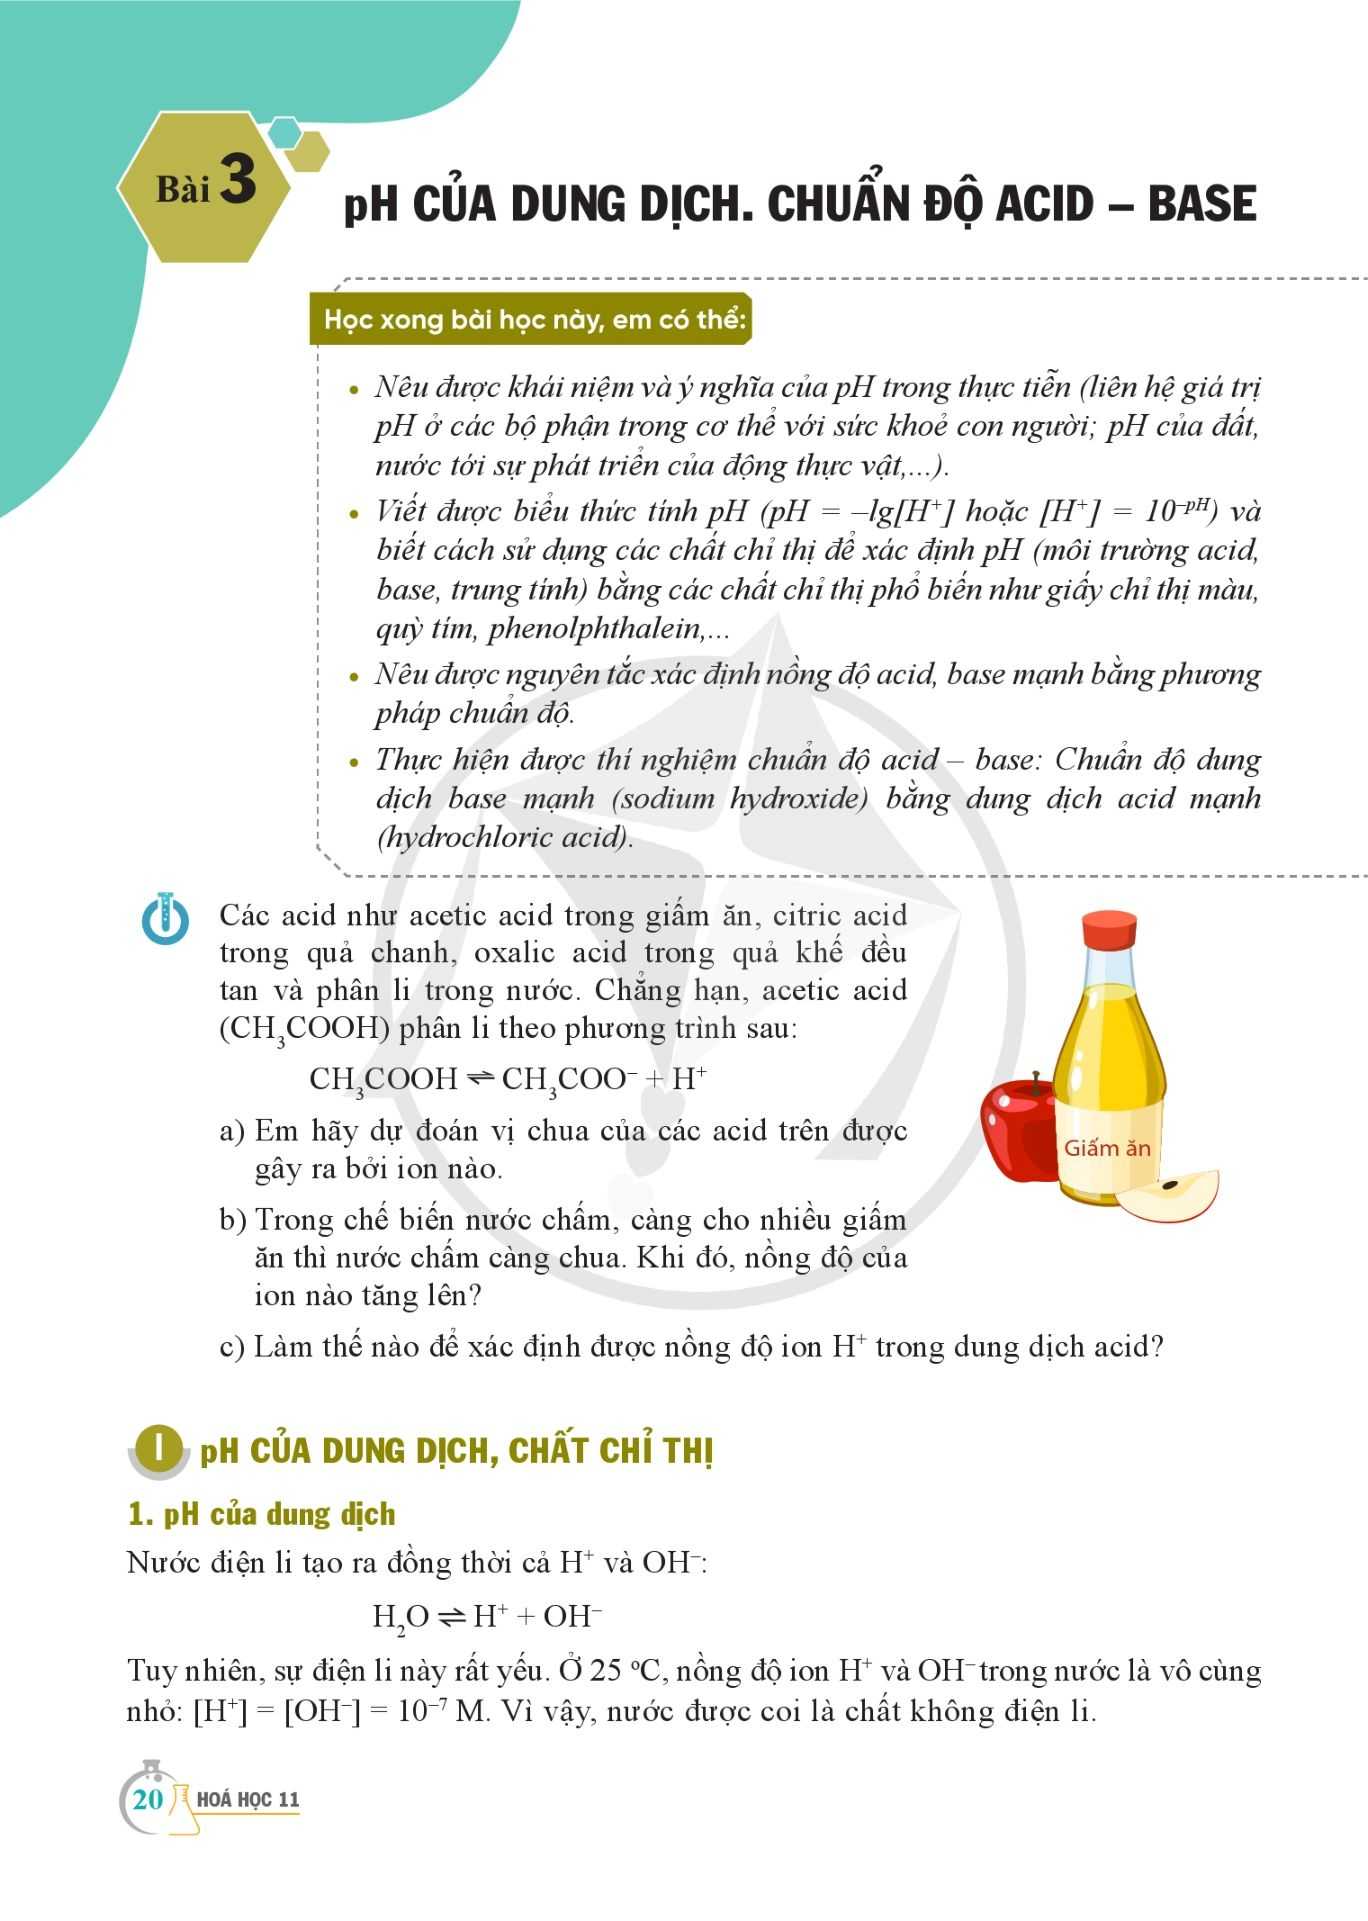 Bài 3
pH CỦA DUNG DỊCH. CHUẨN ĐỘ ACID – BASE
Học xong bài học này, em có thể:
• Nêu được khái niệm và ý nghĩa của pH trong thực tiễn (liên hệ giá trị
pH ở các bộ phận trong cơ thể với sức khoẻ con người; pH của đất,
nước tới sự phát triển của động thực vật,...).
• Viết được biểu thức tính pH (pH = –lg[H⁺] hoặc [H⁺] = 10⁻ᵖᴴ) và
biết cách sử dụng các chất chỉ thị để xác định pH (môi trường acid,
base, trung tính) bằng các chất chỉ thị phổ biến như giấy chỉ thị màu,
quỳ tím, phenolphthalein,...
• Nêu được nguyên tắc xác định nồng độ acid, base mạnh bằng phương
pháp chuẩn độ.
• Thực hiện được thí nghiệm chuẩn độ acid – base: Chuẩn độ dung
dịch base mạnh (sodium hydroxide) bằng dung dịch acid mạnh
(hydrochloric acid).
Các acid như acetic acid trong giấm ăn, citric acid
trong quả chanh, oxalic acid trong quả khế đều
tan và phân li trong nước. Chẳng hạn, acetic acid
(CH₃COOH) phân li theo phương trình sau:
CH₃COOH ⇌ CH₃COO⁻ + H⁺
a) Em hãy dự đoán vị chua của các acid trên được
gây ra bởi ion nào.
b) Trong chế biến nước chấm, càng cho nhiều giấm
ăn thì nước chấm càng chua. Khi đó, nồng độ của
ion nào tăng lên?
c) Làm thế nào để xác định được nồng độ ion H⁺ trong dung dịch acid?
Giấm ăn
I pH CỦA DUNG DỊCH, CHẤT CHỈ THỊ
1. pH của dung dịch
Nước điện li tạo ra đồng thời cả H⁺ và OH⁻:
H₂O ⇌ H⁺ + OH⁻
Tuy nhiên, sự điện li này rất yếu. Ở 25 °C, nồng độ ion H⁺ và OH⁻ trong nước là vô cùng
nhỏ: [H⁺] = [OH⁻] = 10⁻⁷ M. Vì vậy, nước được coi là chất không điện li.
20 HOÁ HỌC 11